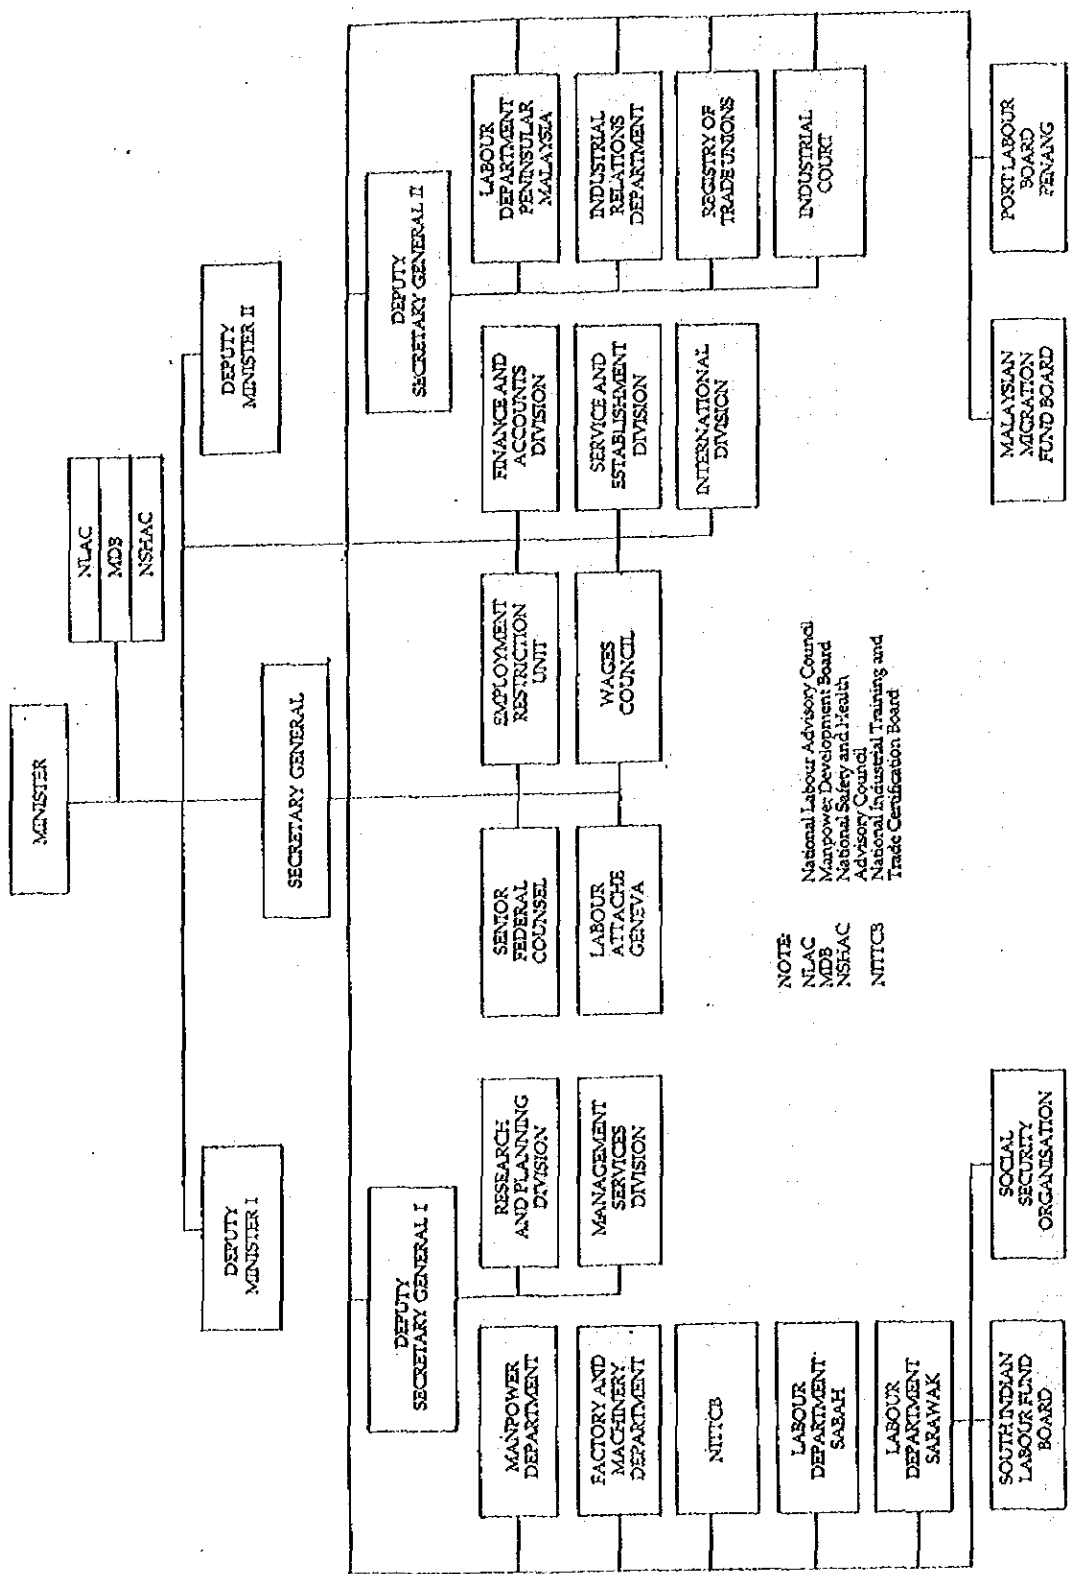 MINISTER
NLAC
MDB
NSHAC
DEPUTY
MINISTER I
DEPUTY
MINISTER II
SECRETARY GENERAL
DEPUTY
SECRETARY GENERAL I
DEPUTY
SECRETARY GENERAL II
MANPOWER
DEPARTMENT
RESEARCH
AND PLANNING
DIVISION
SENIOR
FEDERAL
COUNSEL
EMPLOYMENT
RESTRICTION
UNIT
FINANCE AND
ACCOUNTS
DIVISION
LABOUR
DEPARTMENT
PENINSULAR
MALAYSIA
FACTORY AND
MACHINERY
DEPARTMENT
MANAGEMENT
SERVICES
DIVISION
LABOUR
ATTACHE
GENEVA
WAGES
COUNCIL
SERVICE AND
ESTABLISHMENT
DIVISION
INDUSTRIAL
RELATIONS
DEPARTMENT
NITTCB
INTERNATIONAL
DIVISION
REGISTRY OF
TRADE UNIONS
LABOUR
DEPARTMENT
SABAH
INDUSTRIAL
COURT
LABOUR
DEPARTMENT
SARAWAK
NOTE:
NLAC National Labour Advisory Council
MDB Manpower Development Board
NSHAC National Safety and Health
Advisory Council
NITTCB National Industrial Training and
Trade Certification Board
SOUTH INDIAN
LABOUR FUND
BOARD
SOCIAL
SECURITY
ORGANISATION
MALAYSIAN
MIGRATION
FUND BOARD
PORT LABOUR
BOARD
PENANG